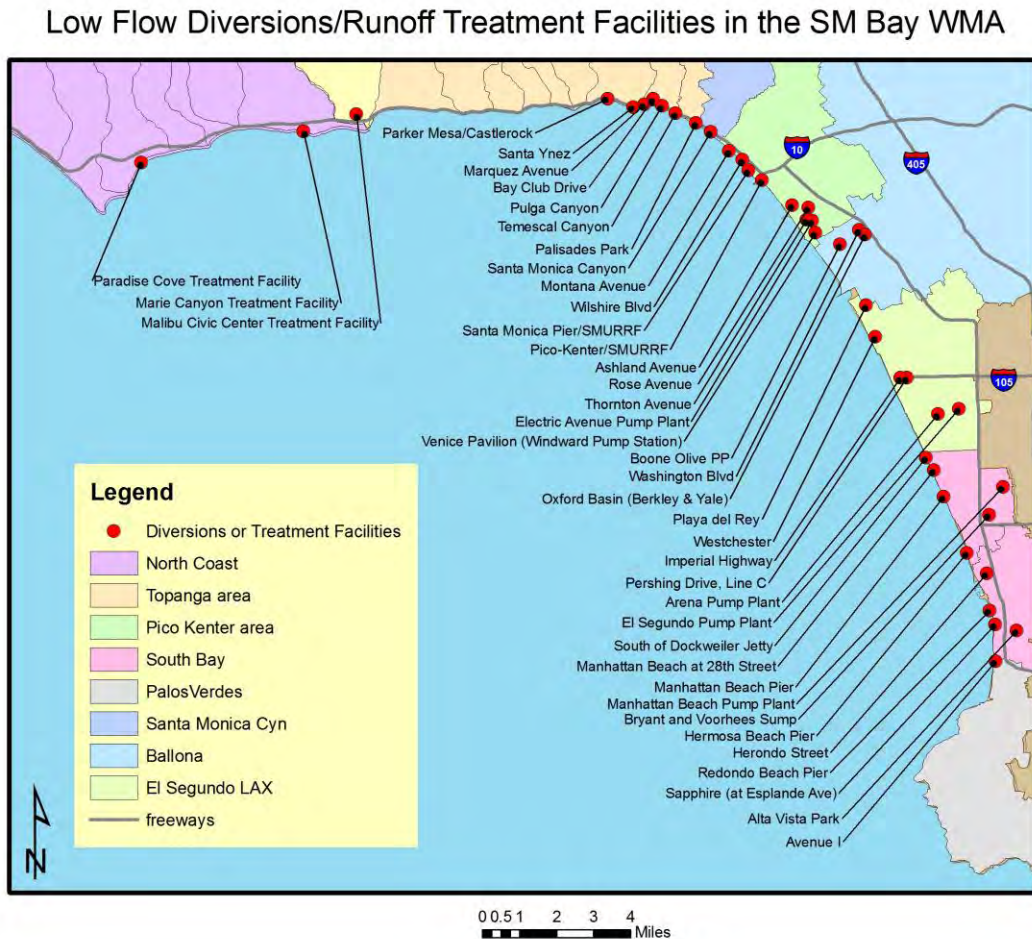 Low Flow Diversions/Runoff Treatment Facilities in the SM Bay WMA
10
405
105
Parker Mesa/Castlerock
Santa Ynez
Marquez Avenue
Bay Club Drive
Pulga Canyon
Temescal Canyon
Palisades Park
Santa Monica Canyon
Montana Avenue
Wilshire Blvd
Santa Monica Pier/SMURRF
Pico-Kenter/SMURRF
Ashland Avenue
Rose Avenue
Thornton Avenue
Electric Avenue Pump Plant
Venice Pavilion (Windward Pump Station)
Boone Olive PP
Washington Blvd
Oxford Basin (Berkley & Yale)
Playa del Rey
Westchester
Imperial Highway
Pershing Drive, Line C
Arena Pump Plant
El Segundo Pump Plant
South of Dockweiler Jetty
Manhattan Beach at 28th Street
Manhattan Beach Pier
Manhattan Beach Pump Plant
Bryant and Voorhees Sump
Hermosa Beach Pier
Herondo Street
Redondo Beach Pier
Sapphire (at Esplande Ave)
Alta Vista Park
Avenue I
Paradise Cove Treatment Facility
Marie Canyon Treatment Facility
Malibu Civic Center Treatment Facility
Legend
Diversions or Treatment Facilities
North Coast
Topanga area
Pico Kenter area
South Bay
PalosVerdes
Santa Monica Cyn
Ballona
El Segundo LAX
freeways
N
0 0.5 1 2 3 4
Miles